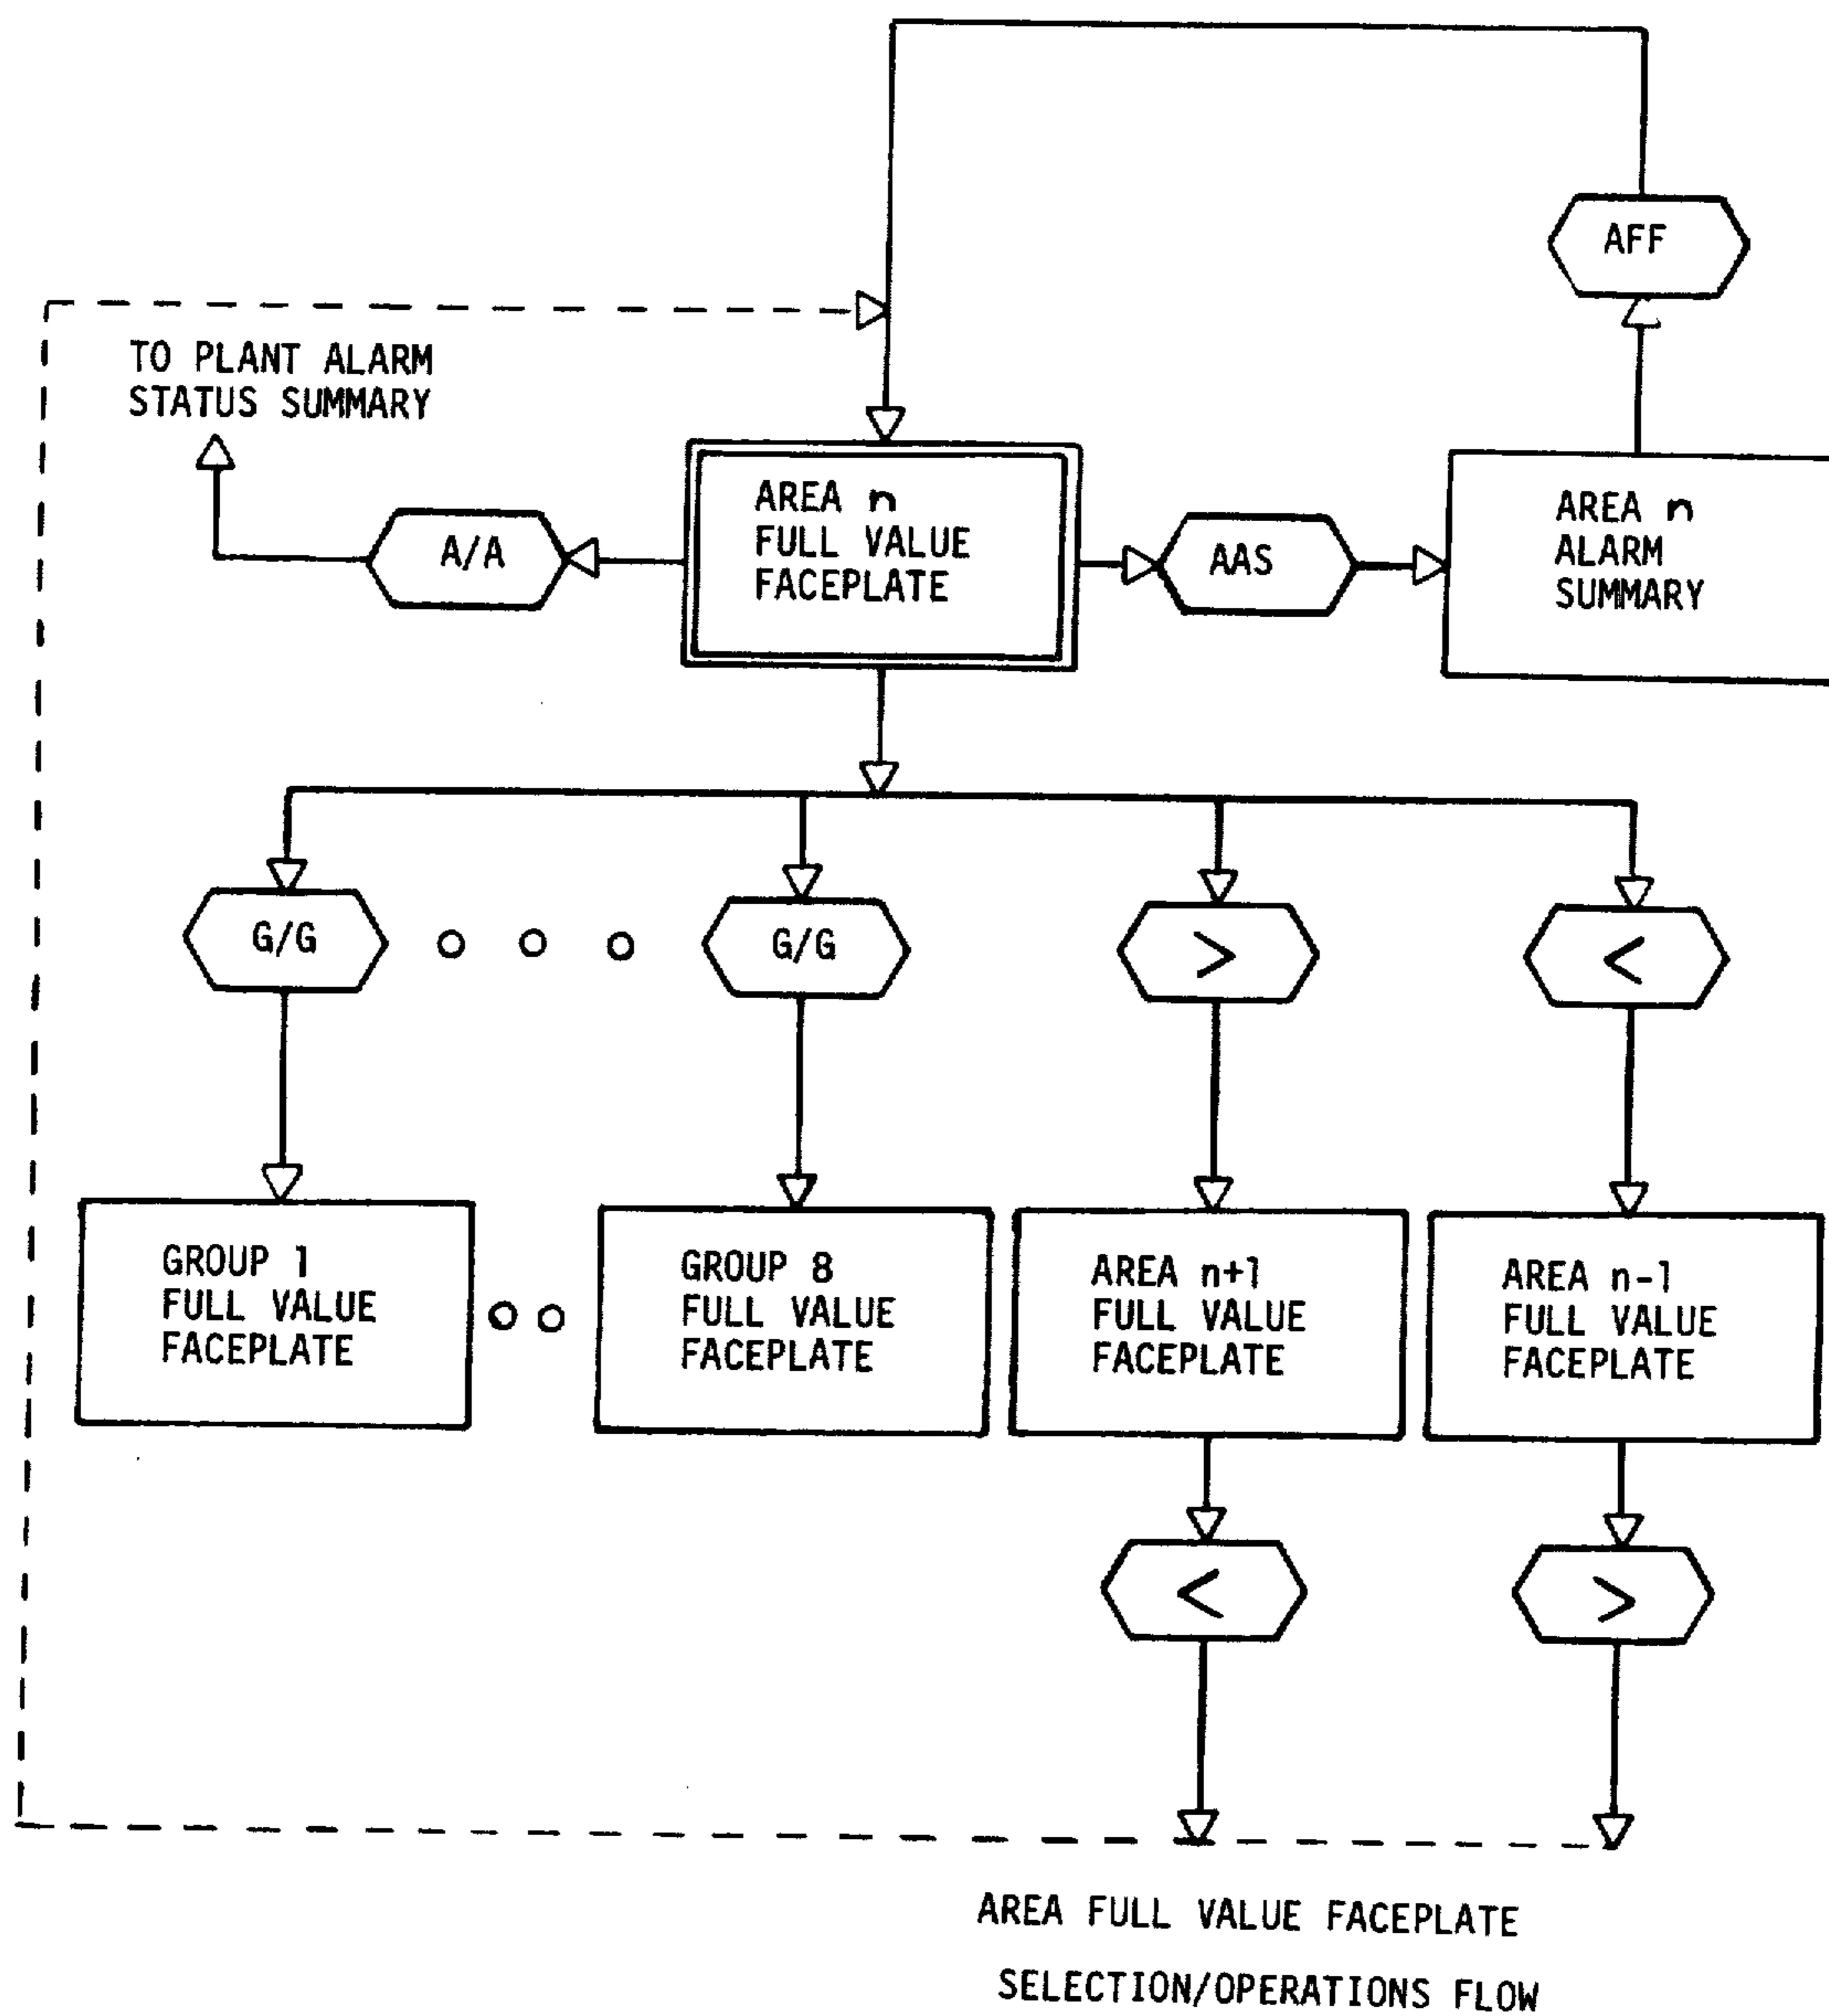 AFF
TO PLANT ALARM
STATUS SUMMARY
A/A
AREA n
FULL VALUE
FACEPLATE
AAS
AREA n
ALARM
SUMMARY
G/G
G/G
>
<
GROUP 1
FULL VALUE
FACEPLATE
GROUP 8
FULL VALUE
FACEPLATE
AREA n+1
FULL VALUE
FACEPLATE
AREA n-1
FULL VALUE
FACEPLATE
<
>
AREA FULL VALUE FACEPLATE
SELECTION/OPERATIONS FLOW